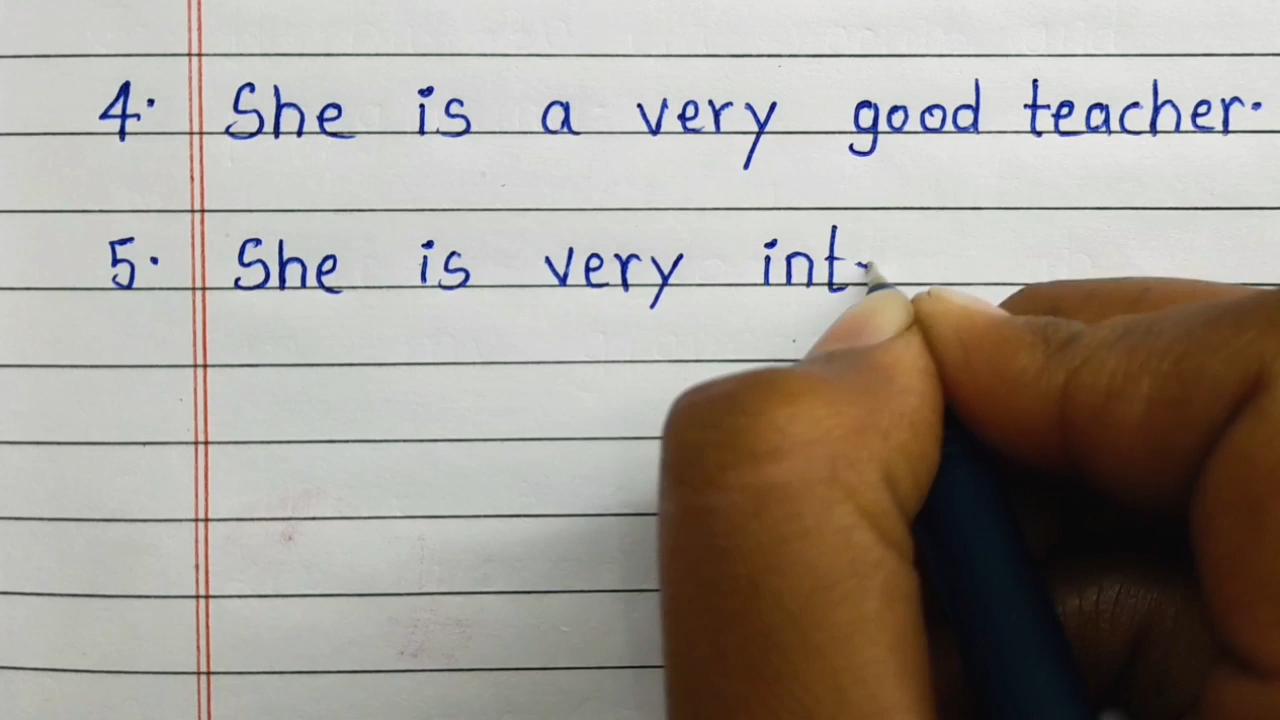 4. She is a very good teacher.
5. She is very int